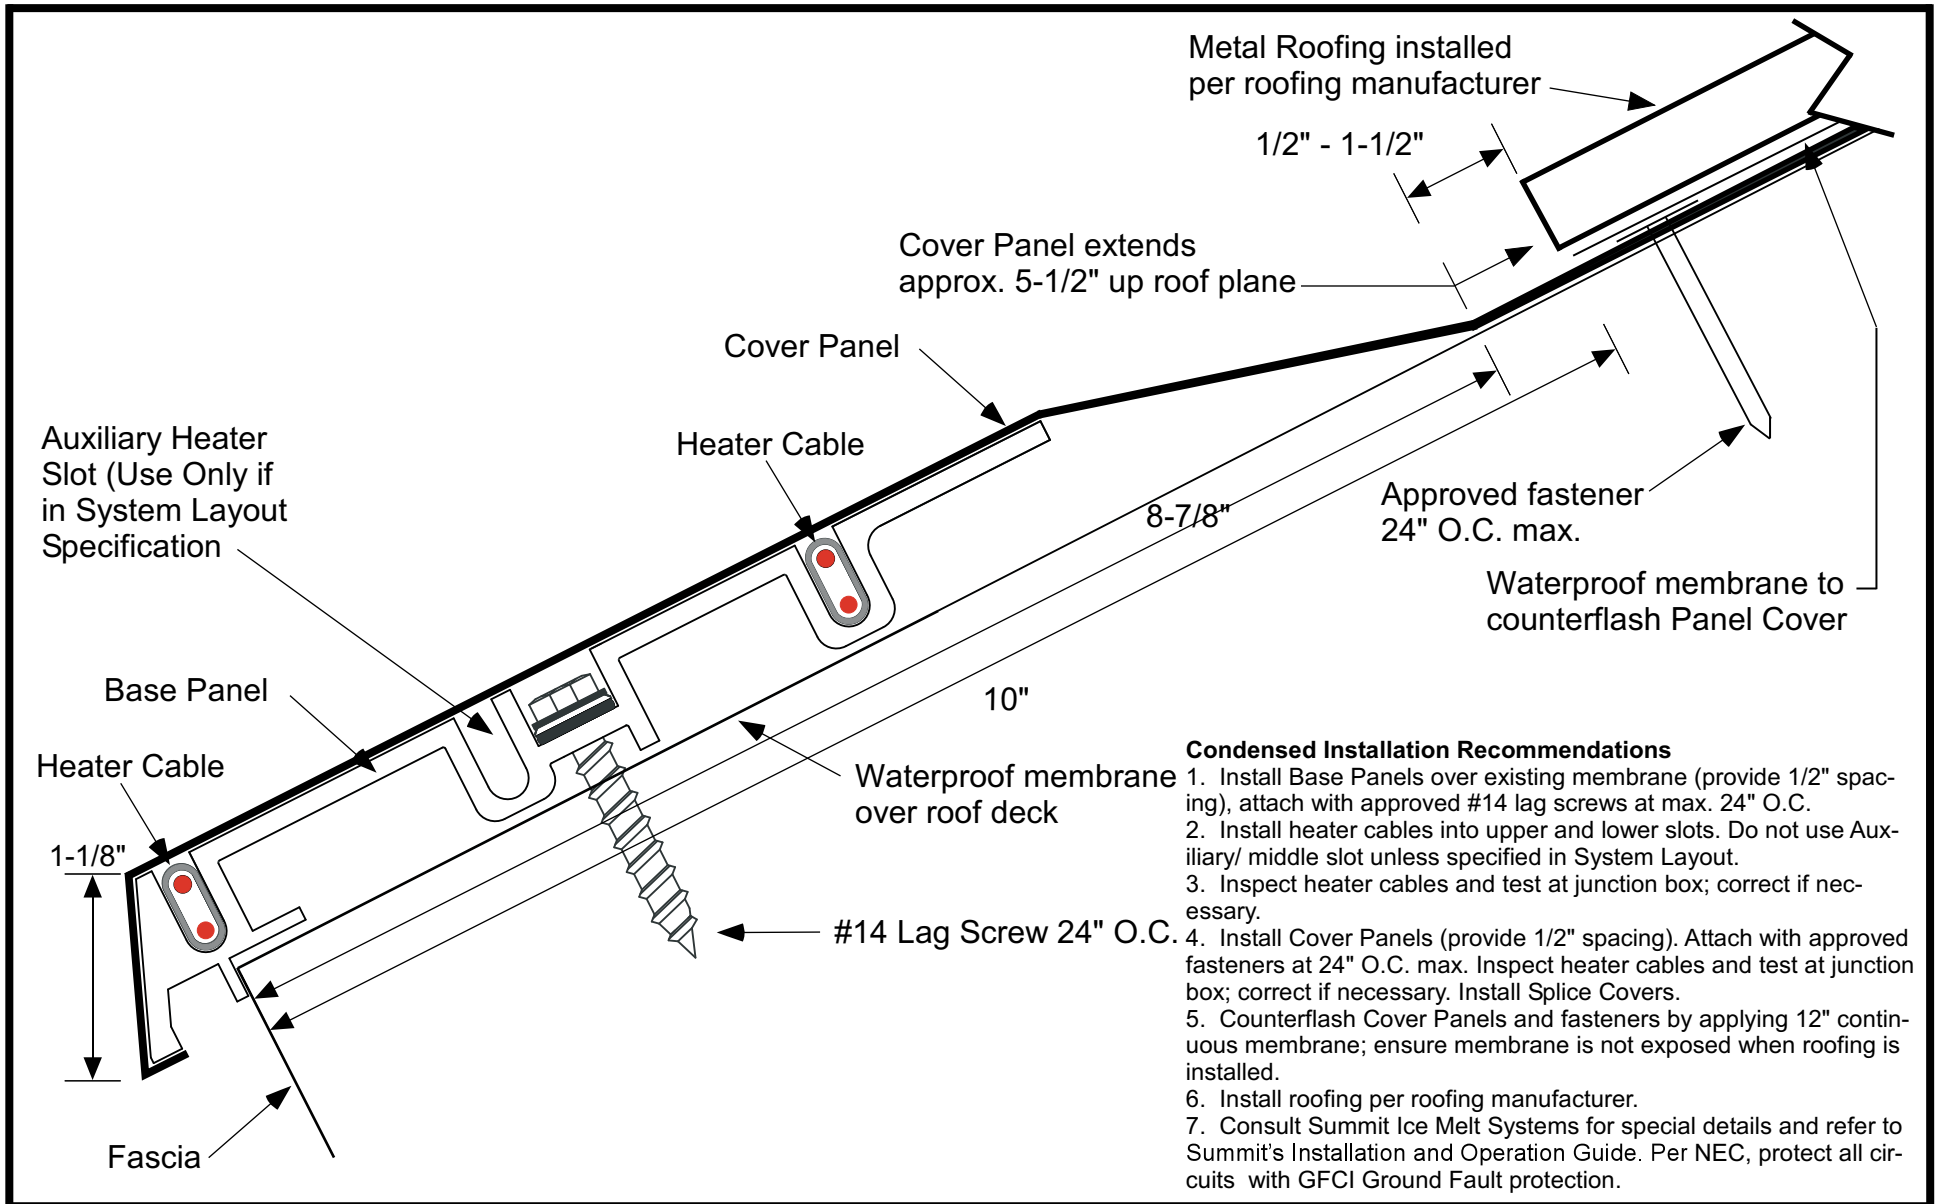 Metal Roofing installed
per roofing manufacturer
1/2" - 1-1/2"
Cover Panel extends
approx. 5-1/2" up roof plane
Cover Panel
Heater Cable
Auxiliary Heater
Slot (Use Only if
in System Layout
Specification
8-7/8"
Approved fastener
24" O.C. max.
Waterproof membrane to
counterflash Panel Cover
Base Panel
10"
Heater Cable
Waterproof membrane
over roof deck
1-1/8"
#14 Lag Screw 24" O.C.
Fascia
Condensed Installation Recommendations
1. Install Base Panels over existing membrane (provide 1/2" spac-
ing), attach with approved #14 lag screws at max. 24" O.C.
2. Install heater cables into upper and lower slots. Do not use Aux-
iliary/ middle slot unless specified in System Layout.
3. Inspect heater cables and test at junction box; correct if nec-
essary.
4. Install Cover Panels (provide 1/2" spacing). Attach with approved
fasteners at 24" O.C. max. Inspect heater cables and test at junction
box; correct if necessary. Install Splice Covers.
5. Counterflash Cover Panels and fasteners by applying 12" contin-
uous membrane; ensure membrane is not exposed when roofing is
installed.
6. Install roofing per roofing manufacturer.
7. Consult Summit Ice Melt Systems for special details and refer to
Summit's Installation and Operation Guide. Per NEC, protect all cir-
cuits with GFCI Ground Fault protection.